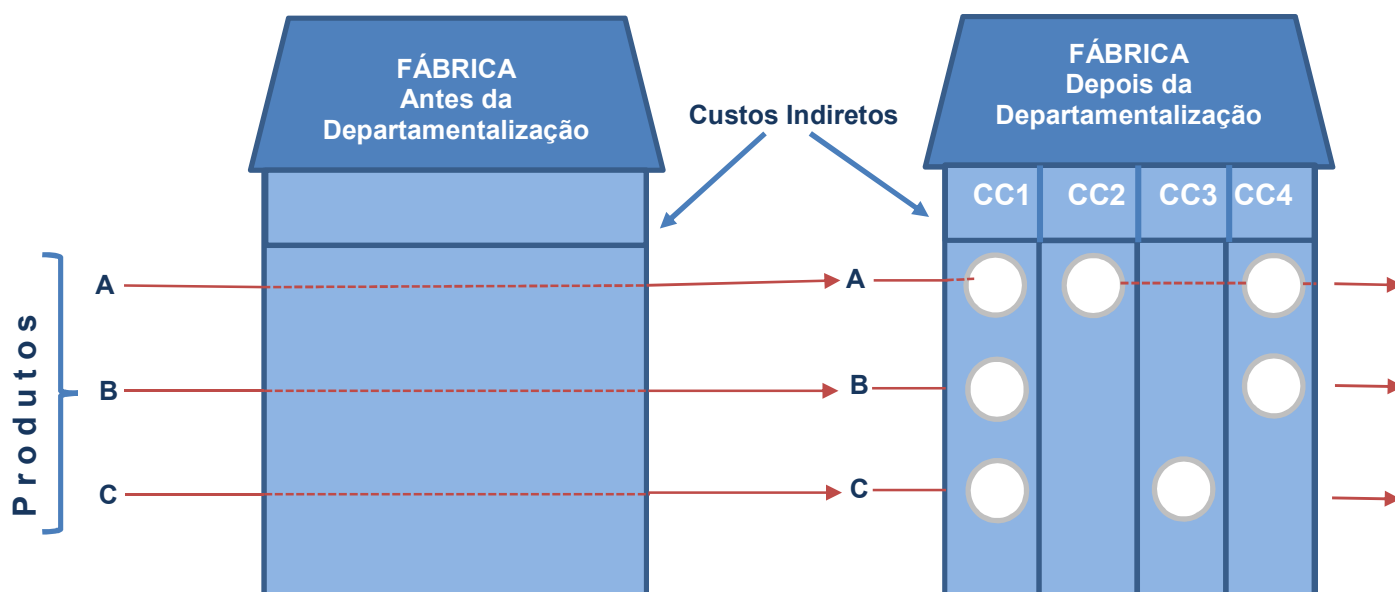 FÁBRICA
Antes da
Departamentalização
Custos Indiretos
FÁBRICA
Depois da
Departamentalização
CC1 CC2 CC3 CC4
Produtos
A
B
C
A
B
C